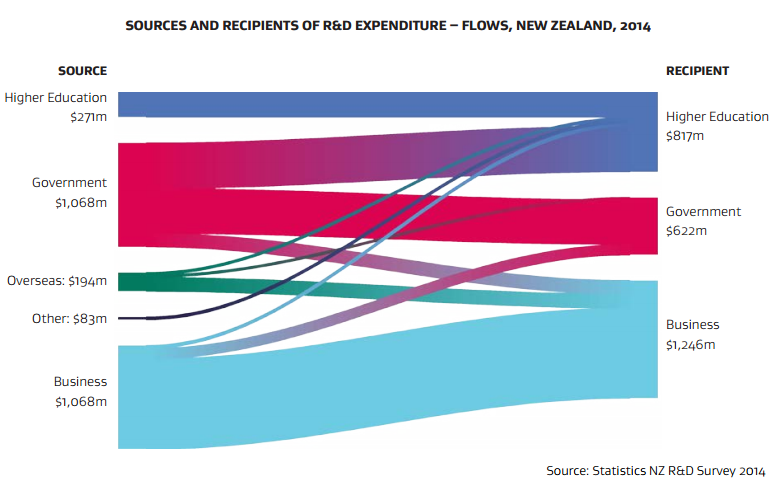 SOURCES AND RECIPIENTS OF R&D EXPENDITURE – FLOWS, NEW ZEALAND, 2014
SOURCE
RECIPIENT
Higher Education
$271m
Government
$1,068m
Overseas: $194m
Other: $83m
Business
$1,068m
Higher Education
$817m
Government
$622m
Business
$1,246m
Source: Statistics NZ R&D Survey 2014